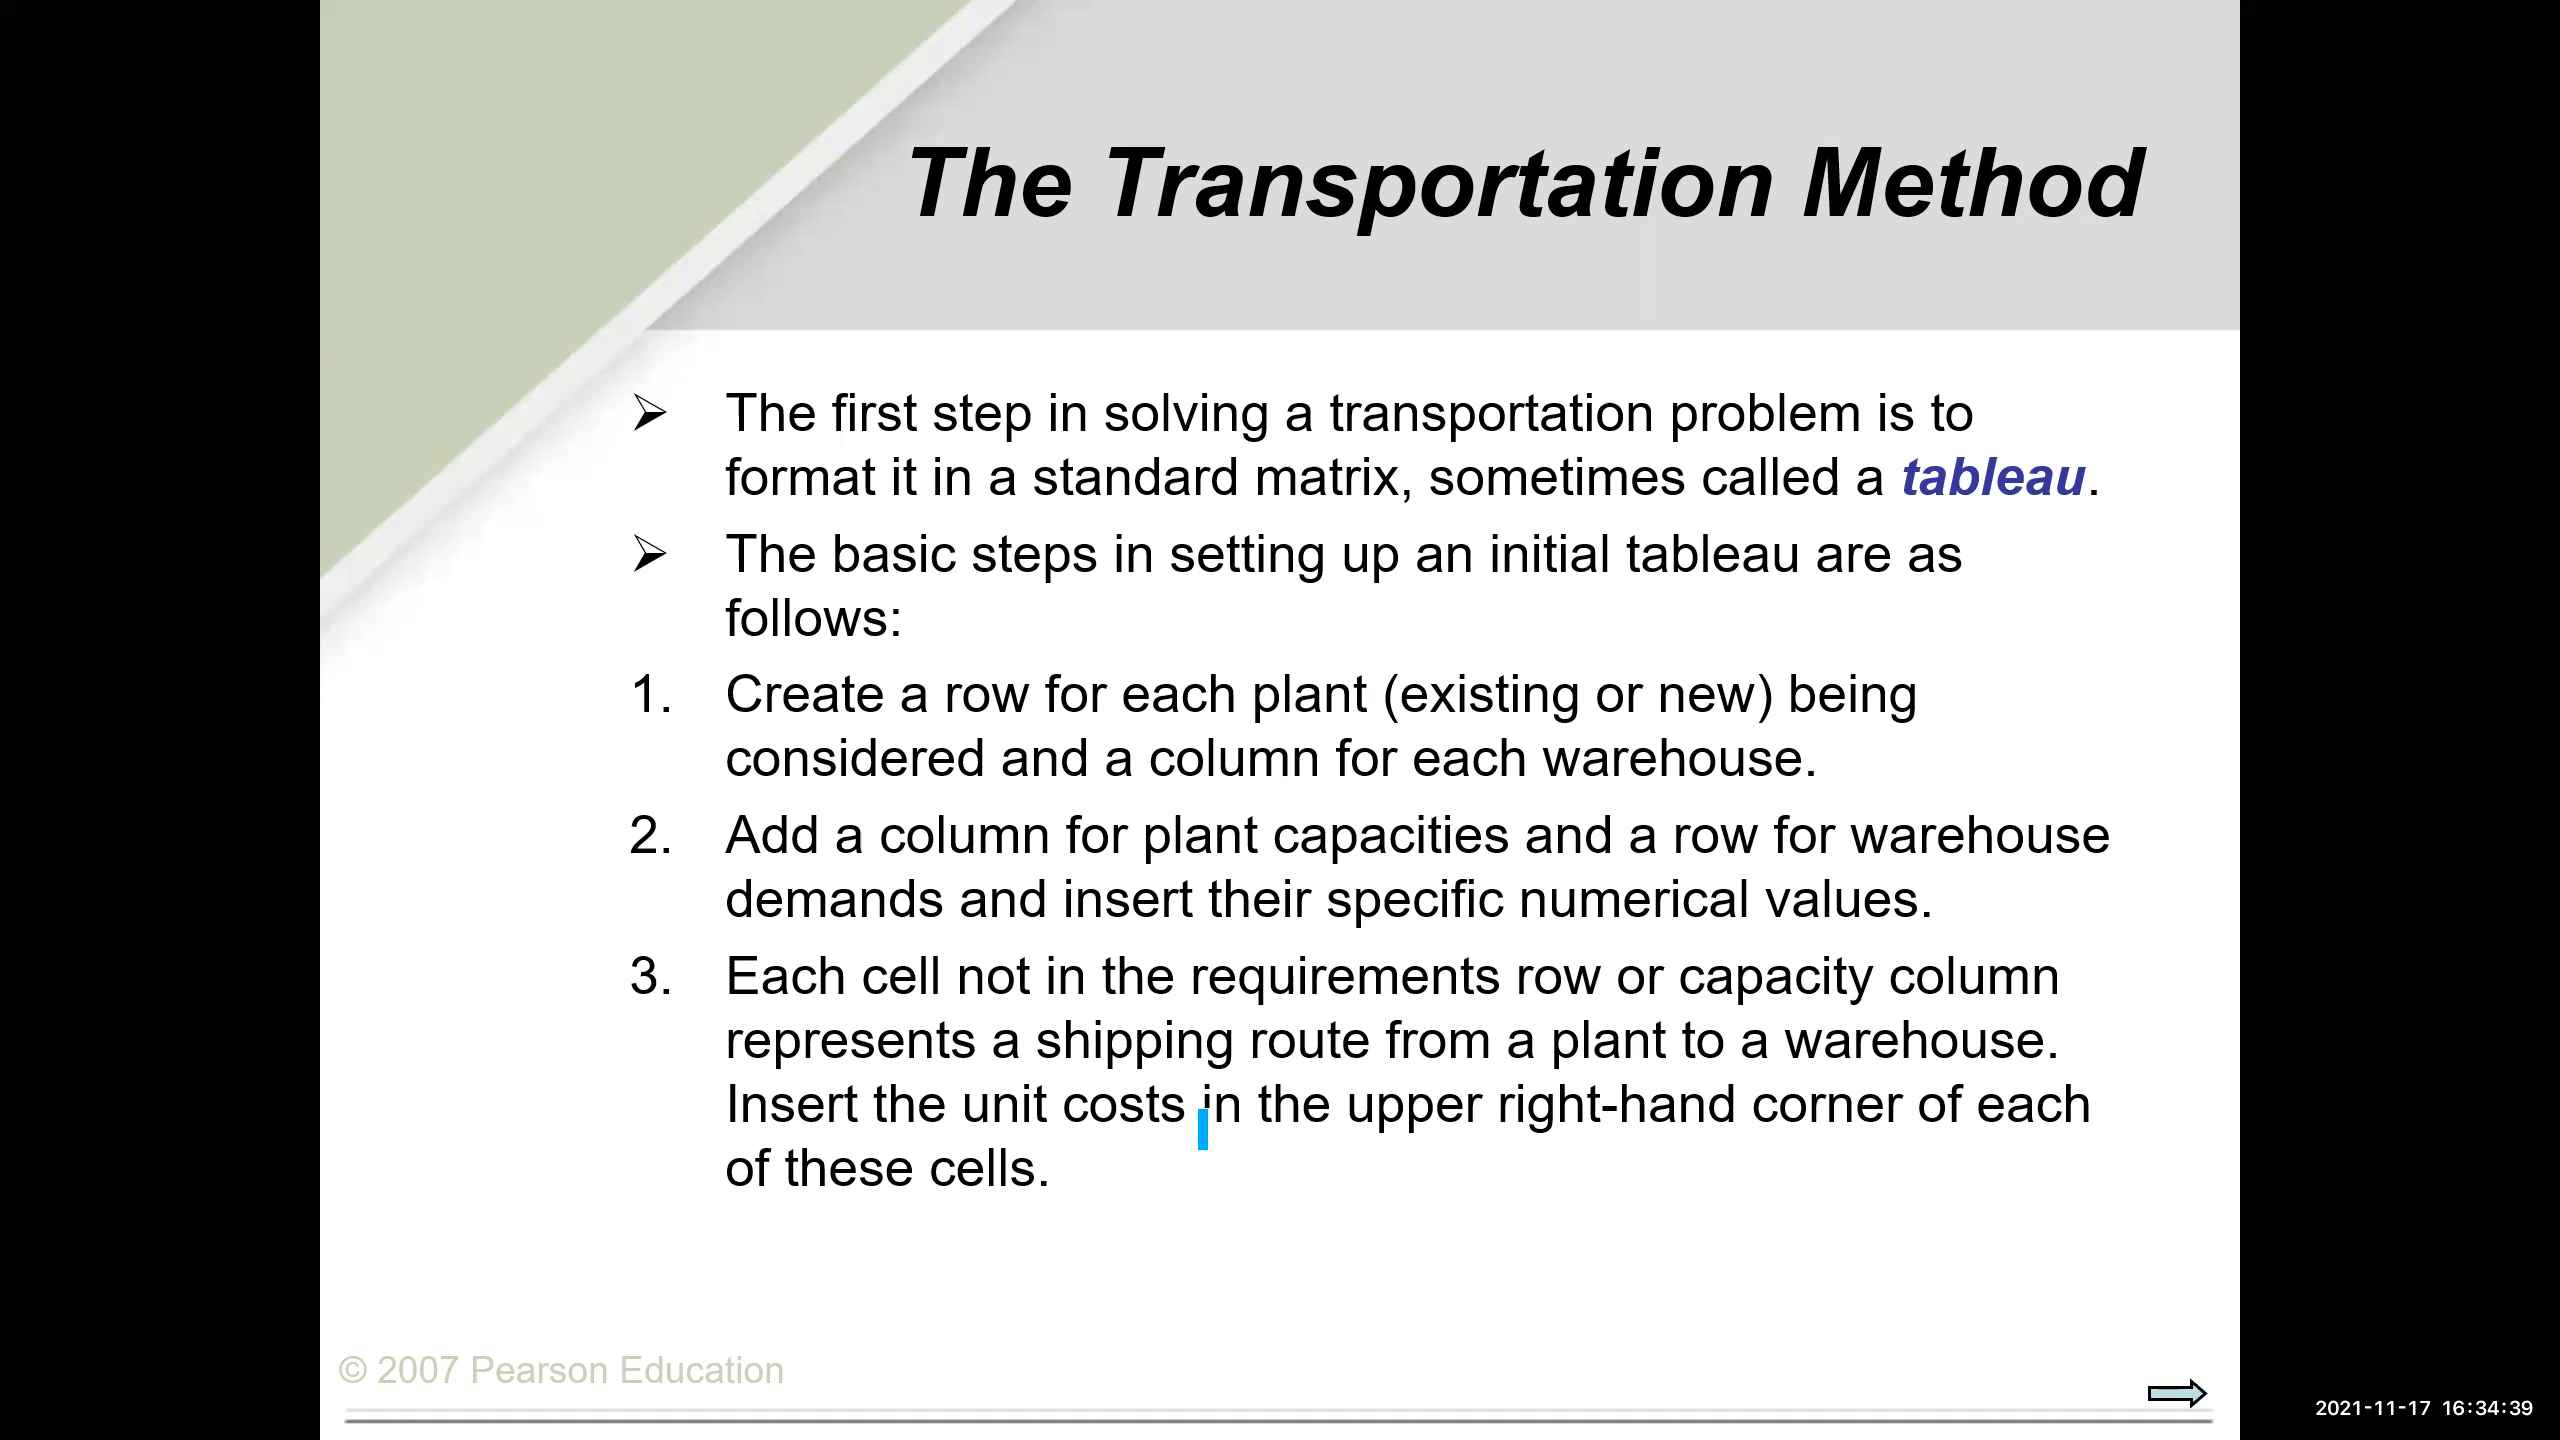 The Transportation Method
➢ The first step in solving a transportation problem is to
format it in a standard matrix, sometimes called a tableau.
➢ The basic steps in setting up an initial tableau are as
follows:
1. Create a row for each plant (existing or new) being
considered and a column for each warehouse.
2. Add a column for plant capacities and a row for warehouse
demands and insert their specific numerical values.
3. Each cell not in the requirements row or capacity column
represents a shipping route from a plant to a warehouse.
Insert the unit costs in the upper right-hand corner of each
of these cells.
© 2007 Pearson Education
2021-11-17 16:34:39